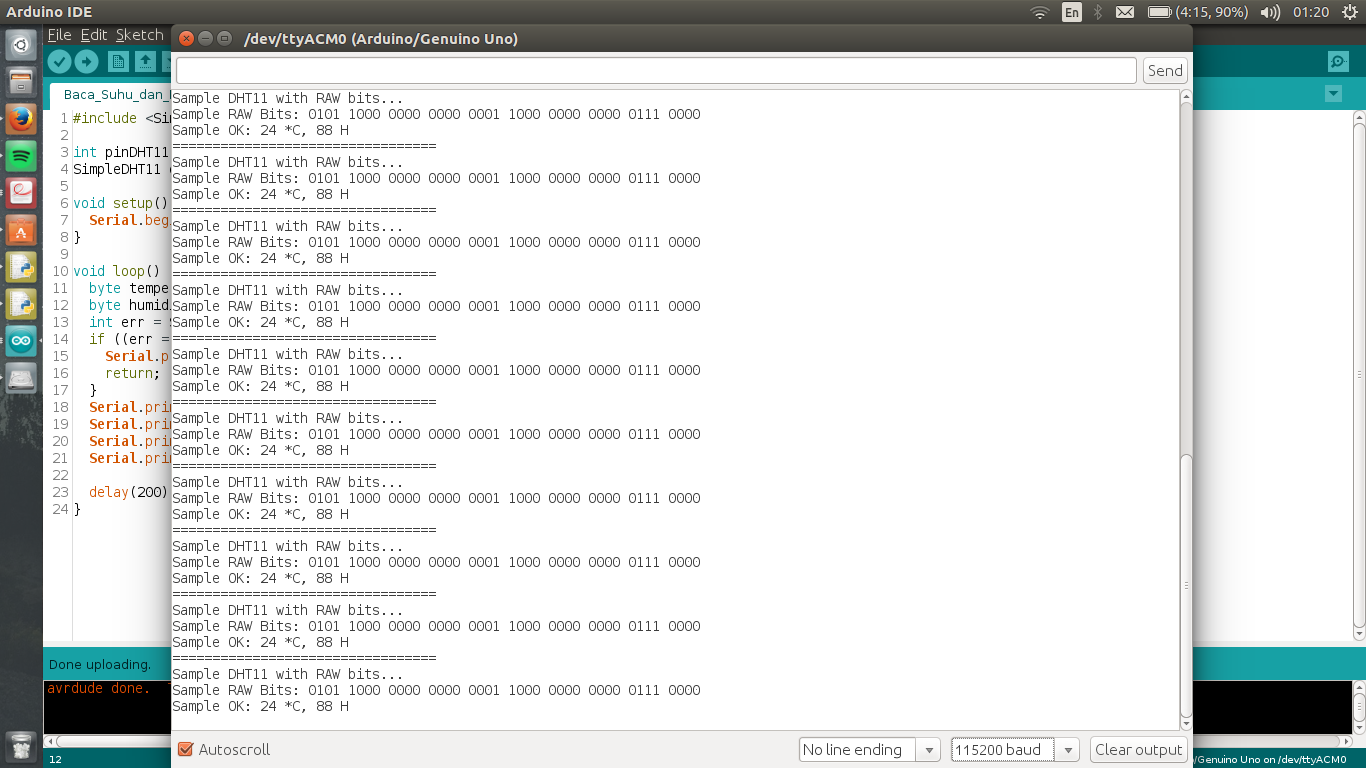 Arduino IDE
En
(4:15, 90%)
01:20
File Edit Sketch
/dev/ttyACM0 (Arduino/Genuino Uno)
Send
Baca_Suhu_dan_
1 #include <Si
2
3 int pinDHT11
4 SimpleDHT11
5
6 void setup()
7 Serial.beg
8 }
9
10 void loop()
11 byte tempe
12 byte humid
13 int err =
14 if ((err =
15 Serial.p
16 return;
17 }
18 Serial.pri
19 Serial.pri
20 Serial.pri
21 Serial.pri
22
23 delay(200)
24 }
Sample DHT11 with RAW bits...
Sample RAW Bits: 0101 1000 0000 0000 0001 1000 0000 0000 0111 0000
Sample OK: 24 *C, 88 H
=================================
Sample DHT11 with RAW bits...
Sample RAW Bits: 0101 1000 0000 0000 0001 1000 0000 0000 0111 0000
Sample OK: 24 *C, 88 H
=================================
Sample DHT11 with RAW bits...
Sample RAW Bits: 0101 1000 0000 0000 0001 1000 0000 0000 0111 0000
Sample OK: 24 *C, 88 H
=================================
Sample DHT11 with RAW bits...
Sample RAW Bits: 0101 1000 0000 0000 0001 1000 0000 0000 0111 0000
Sample OK: 24 *C, 88 H
=================================
Sample DHT11 with RAW bits...
Sample RAW Bits: 0101 1000 0000 0000 0001 1000 0000 0000 0111 0000
Sample OK: 24 *C, 88 H
=================================
Sample DHT11 with RAW bits...
Sample RAW Bits: 0101 1000 0000 0000 0001 1000 0000 0000 0111 0000
Sample OK: 24 *C, 88 H
=================================
Sample DHT11 with RAW bits...
Sample RAW Bits: 0101 1000 0000 0000 0001 1000 0000 0000 0111 0000
Sample OK: 24 *C, 88 H
=================================
Sample DHT11 with RAW bits...
Sample RAW Bits: 0101 1000 0000 0000 0001 1000 0000 0000 0111 0000
Sample OK: 24 *C, 88 H
=================================
Sample DHT11 with RAW bits...
Sample RAW Bits: 0101 1000 0000 0000 0001 1000 0000 0000 0111 0000
Sample OK: 24 *C, 88 H
=================================
Sample DHT11 with RAW bits...
Sample RAW Bits: 0101 1000 0000 0000 0001 1000 0000 0000 0111 0000
Sample OK: 24 *C, 88 H
Done uploading.
avrdude done.
Autoscroll
No line ending
115200 baud
Clear output
12
/Genuino Uno on /dev/ttyACM0